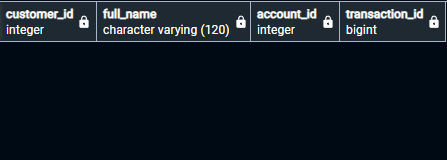 customer_id full_name account_id transaction_id
integer character varying (120) integer bigint